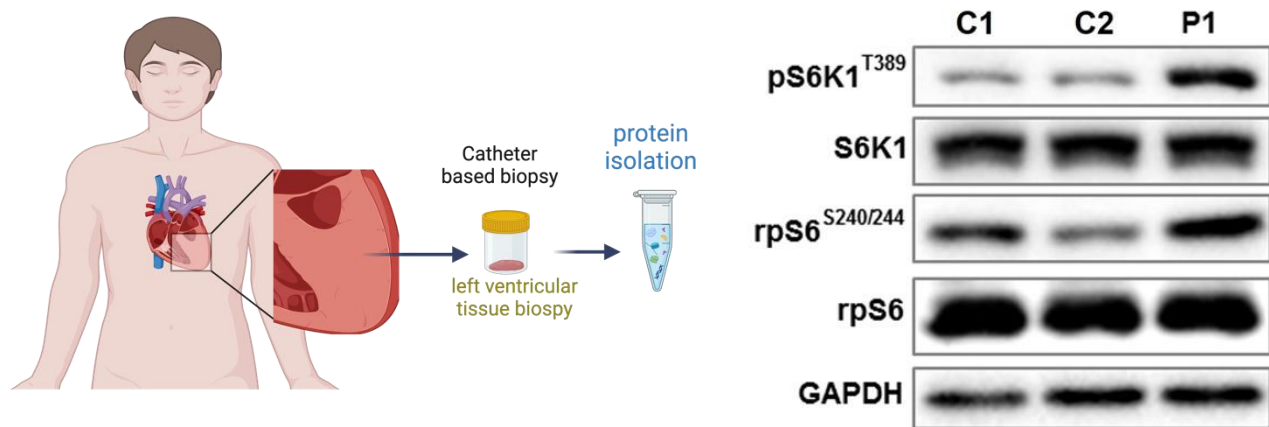 Catheter
based biopsy
left ventricular
tissue biospy
protein
isolation
C1 C2 P1
pS6K1T389
S6K1
rpS6S240/244
rpS6
GAPDH